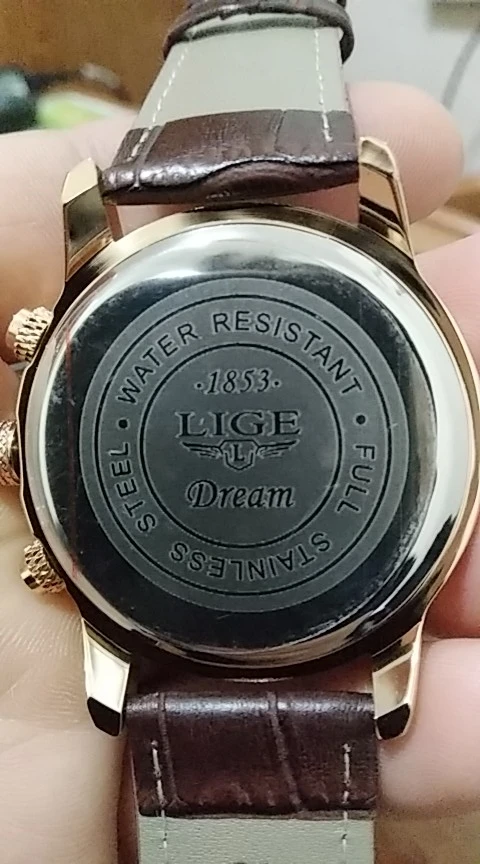 WATER RESISTANT • FULL STAINLESS STEEL •
·1853·
LIGE
L
Dream